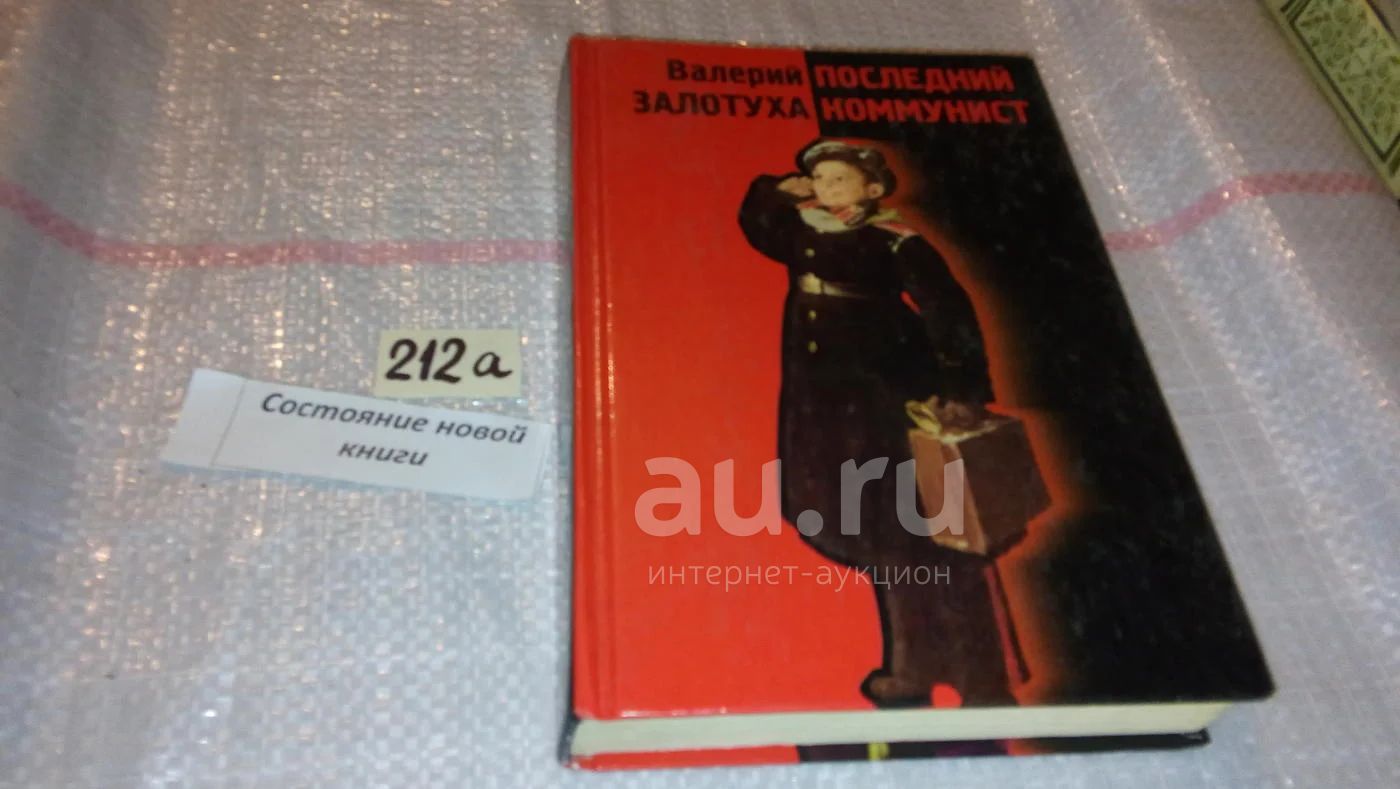 Валерий ПОСЛЕДНИЙ
ЗАЛОТУХА КОММУНИСТ
212а
Состояние новой
книги
au.ru
интернет-аукцион